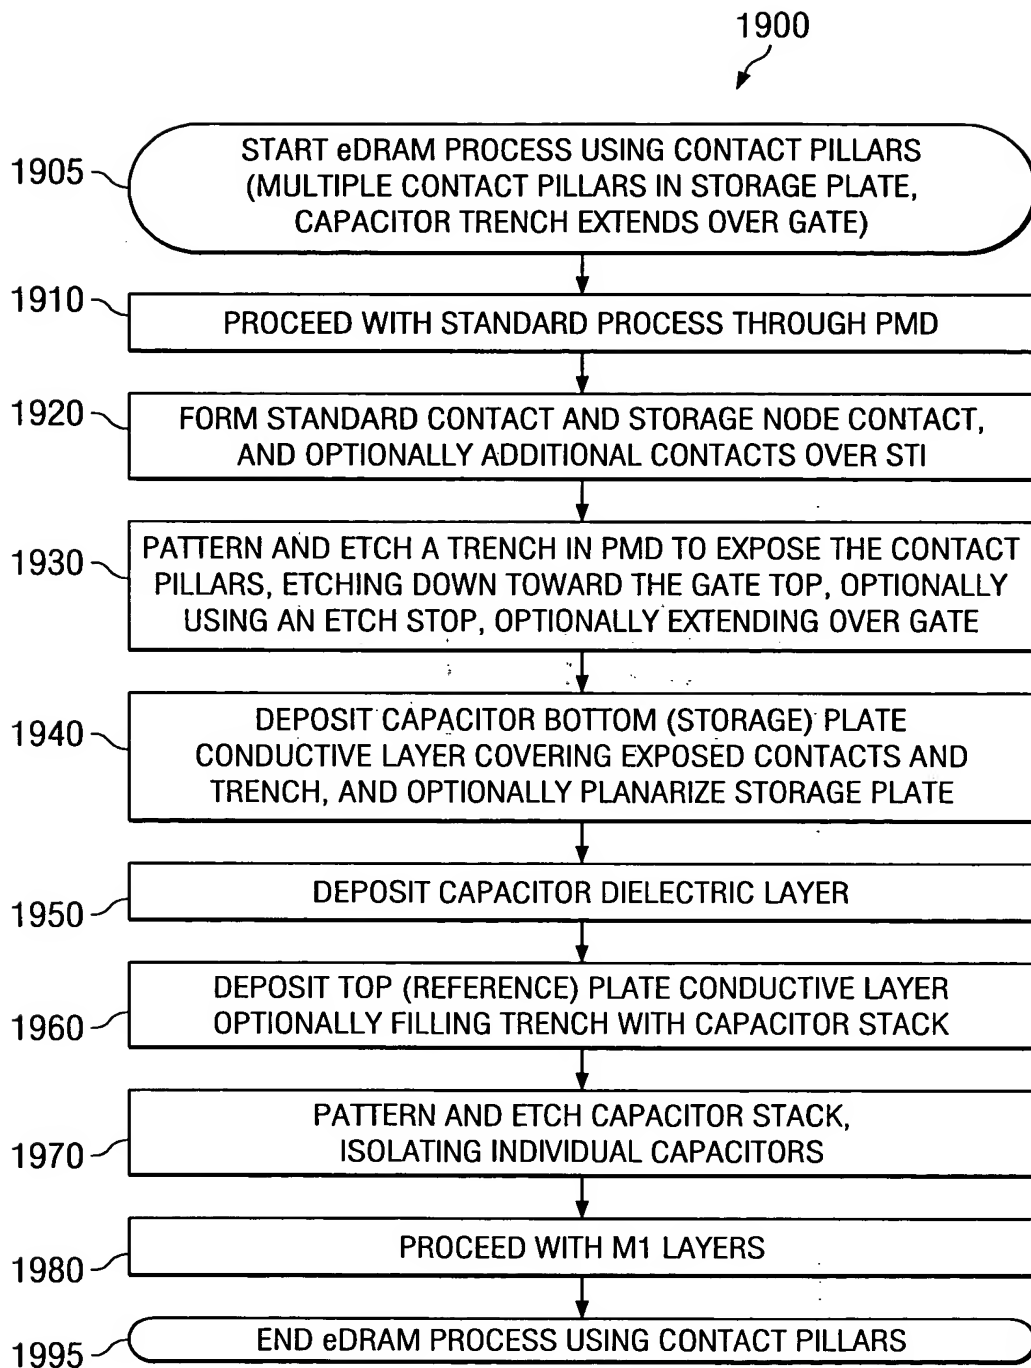 1900
1905
START eDRAM PROCESS USING CONTACT PILLARS
(MULTIPLE CONTACT PILLARS IN STORAGE PLATE,
CAPACITOR TRENCH EXTENDS OVER GATE)
1910
PROCEED WITH STANDARD PROCESS THROUGH PMD
1920
FORM STANDARD CONTACT AND STORAGE NODE CONTACT,
AND OPTIONALLY ADDITIONAL CONTACTS OVER STI
1930
PATTERN AND ETCH A TRENCH IN PMD TO EXPOSE THE CONTACT
PILLARS, ETCHING DOWN TOWARD THE GATE TOP, OPTIONALLY
USING AN ETCH STOP, OPTIONALLY EXTENDING OVER GATE
1940
DEPOSIT CAPACITOR BOTTOM (STORAGE) PLATE
CONDUCTIVE LAYER COVERING EXPOSED CONTACTS AND
TRENCH, AND OPTIONALLY PLANARIZE STORAGE PLATE
1950
DEPOSIT CAPACITOR DIELECTRIC LAYER
1960
DEPOSIT TOP (REFERENCE) PLATE CONDUCTIVE LAYER
OPTIONALLY FILLING TRENCH WITH CAPACITOR STACK
1970
PATTERN AND ETCH CAPACITOR STACK,
ISOLATING INDIVIDUAL CAPACITORS
1980
PROCEED WITH M1 LAYERS
1995
END eDRAM PROCESS USING CONTACT PILLARS